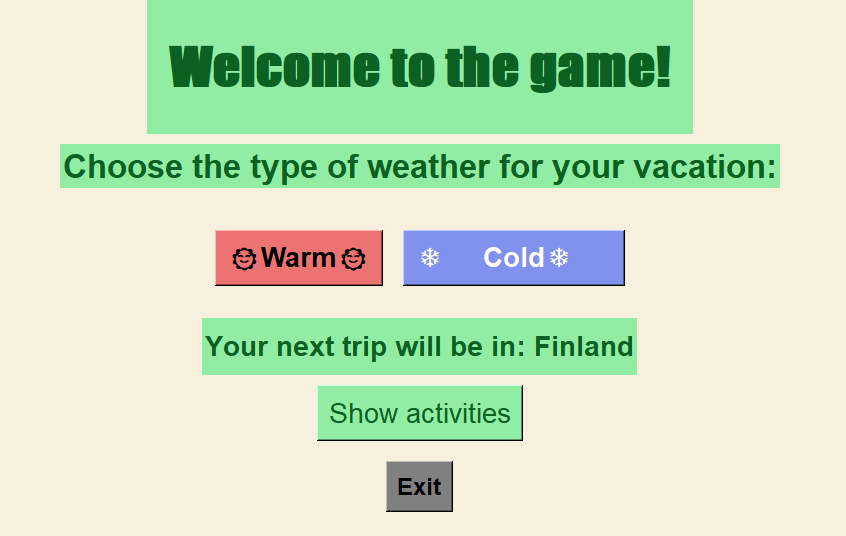 Welcome to the game!
Choose the type of weather for your vacation:
🌞Warm🌞 ❄ Cold❄
Your next trip will be in: Finland
Show activities
Exit